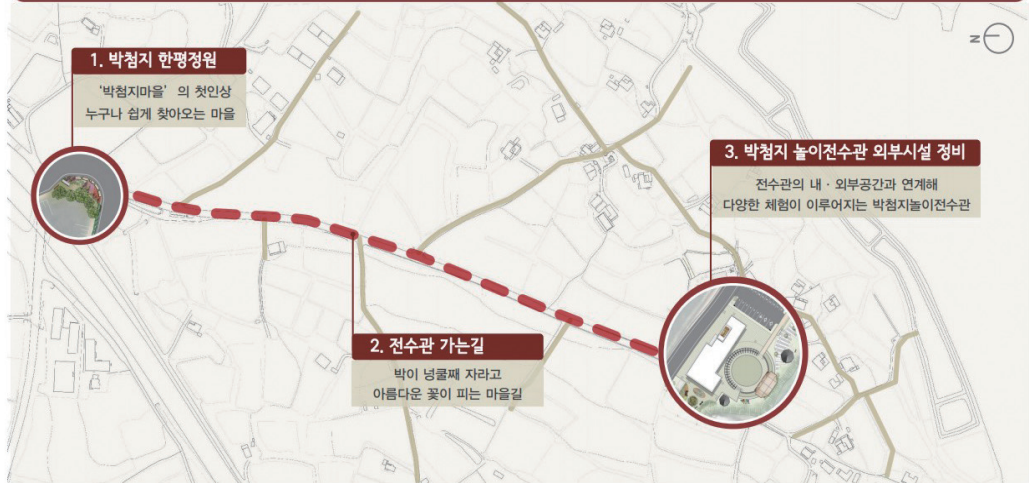 N
1. 박첨지 한평정원
‘박첨지마을’ 의 첫인상
누구나 쉽게 찾아오는 마을
3. 박첨지 놀이전수관 외부시설 정비
전수관의 내 · 외부공간과 연계해
다양한 체험이 이루어지는 박첨지놀이전수관
2. 전수관 가는길
박이 넝쿨째 자라고
아름다운 꽃이 피는 마을길